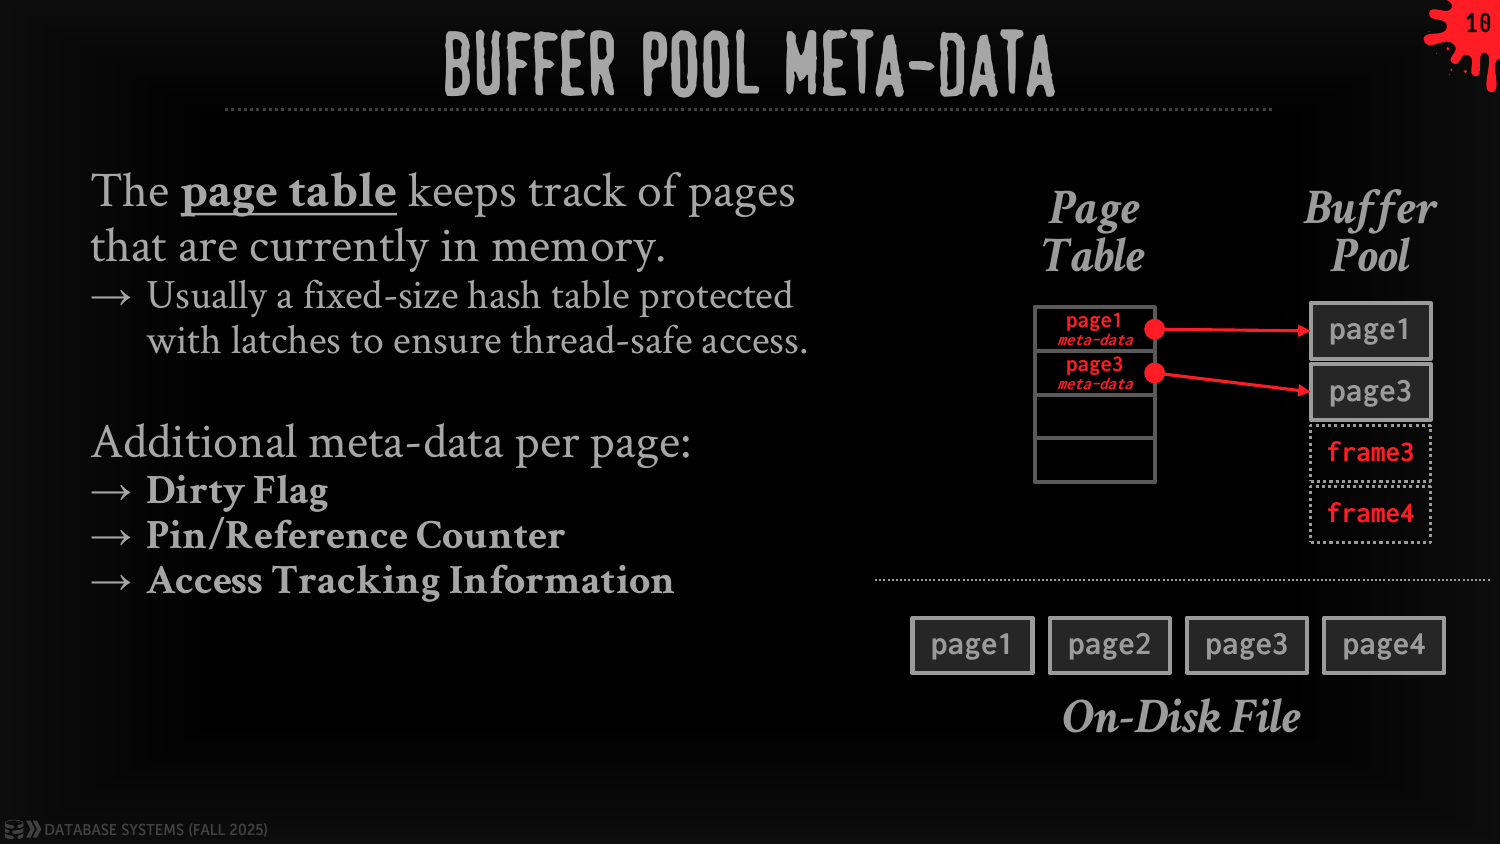 10
BUFFER POOL META-DATA
The page table keeps track of pages
that are currently in memory.
→ Usually a fixed-size hash table protected
with latches to ensure thread-safe access.
Additional meta-data per page:
→ Dirty Flag
→ Pin/Reference Counter
→ Access Tracking Information
Page
Table
page1
meta-data
page3
meta-data
Buffer
Pool
page1
page3
frame3
frame4
page1 page2 page3 page4
On-Disk File
DATABASE SYSTEMS (FALL 2025)